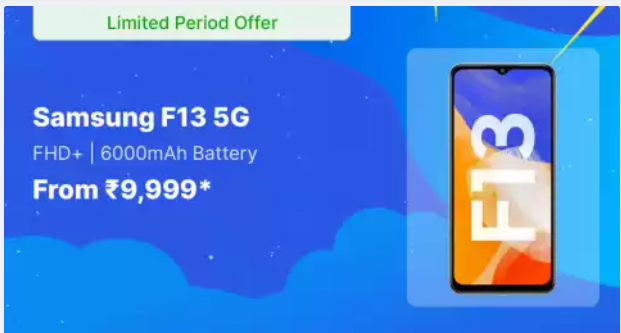 Limited Period Offer
Samsung F13 5G
FHD+ | 6000mAh Battery
From ₹9,999*
F13